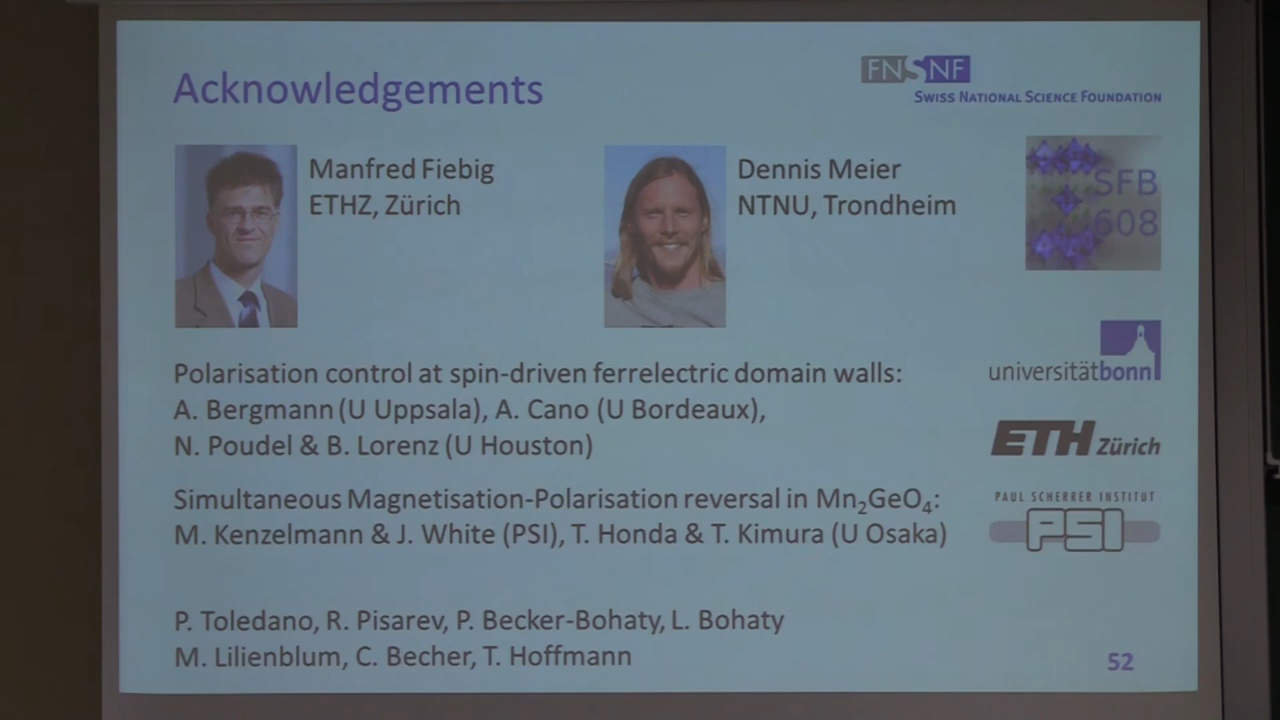 Acknowledgements
FNSNF
SWISS NATIONAL SCIENCE FOUNDATION
Manfred Fiebig
ETHZ, Zürich
Dennis Meier
NTNU, Trondheim
SFB
608
Polarisation control at spin-driven ferrelectric domain walls:
A. Bergmann (U Uppsala), A. Cano (U Bordeaux),
N. Poudel & B. Lorenz (U Houston)
universitätbonn
ETH Zürich
Simultaneous Magnetisation-Polarisation reversal in Mn₂GeO₄:
M. Kenzelmann & J. White (PSI), T. Honda & T. Kimura (U Osaka)
PAUL SCHERRER INSTITUT
PSI
P. Toledano, R. Pisarev, P. Becker-Bohaty, L. Bohaty
M. Lilienblum, C. Becher, T. Hoffmann
52